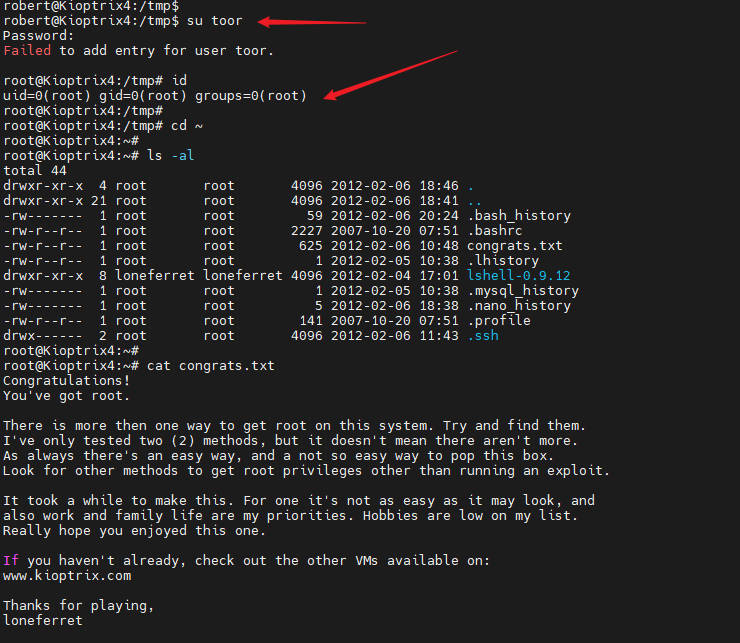 robert@Kioptrix4:/tmp$
robert@Kioptrix4:/tmp$ su toor
Password:
Failed to add entry for user toor.

root@Kioptrix4:/tmp# id
uid=0(root) gid=0(root) groups=0(root)
root@Kioptrix4:/tmp#
root@Kioptrix4:/tmp# cd ~
root@Kioptrix4:~#
root@Kioptrix4:~# ls -al
total 44
drwxr-xr-x  4 root       root       4096 2012-02-06 18:46 .
drwxr-xr-x 21 root       root       4096 2012-02-06 18:41 ..
-rw-------  1 root       root         59 2012-02-06 20:24 .bash_history
-rw-r--r--  1 root       root       2227 2007-10-20 07:51 .bashrc
-rw-r--r--  1 root       root        625 2012-02-06 10:48 congrats.txt
-rw-r--r--  1 root       root          1 2012-02-05 10:38 .lhistory
drwxr-xr-x  8 loneferret loneferret 4096 2012-02-04 17:01 lshell-0.9.12
-rw-------  1 root       root          1 2012-02-05 10:38 .mysql_history
-rw-------  1 root       root          5 2012-02-06 18:38 .nano_history
-rw-r--r--  1 root       root        141 2007-10-20 07:51 .profile
drwx------  2 root       root       4096 2012-02-06 11:43 .ssh
root@Kioptrix4:~#
root@Kioptrix4:~# cat congrats.txt
Congratulations!
You've got root.

There is more then one way to get root on this system. Try and find them.
I've only tested two (2) methods, but it doesn't mean there aren't more.
As always there's an easy way, and a not so easy way to pop this box.
Look for other methods to get root privileges other than running an exploit.

It took a while to make this. For one it's not as easy as it may look, and
also work and family life are my priorities. Hobbies are low on my list.
Really hope you enjoyed this one.

If you haven't already, check out the other VMs available on:
www.kioptrix.com

Thanks for playing,
loneferret